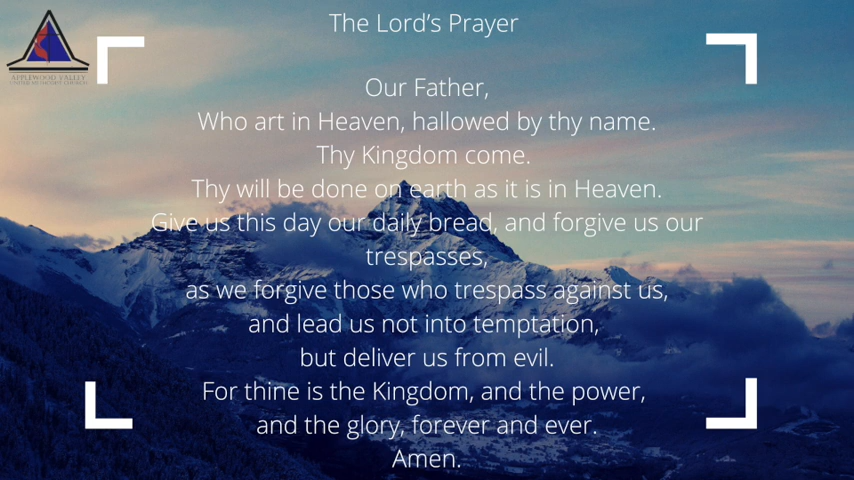 The Lord's Prayer
APPLEWOOD VALLEY
UNITED METHODIST CHURCH
Our Father,
Who art in Heaven, hallowed by thy name.
Thy Kingdom come.
Thy will be done on earth as it is in Heaven.
Give us this day our daily bread, and forgive us our
trespasses,
as we forgive those who trespass against us,
and lead us not into temptation,
but deliver us from evil.
For thine is the Kingdom, and the power,
and the glory, forever and ever.
Amen.